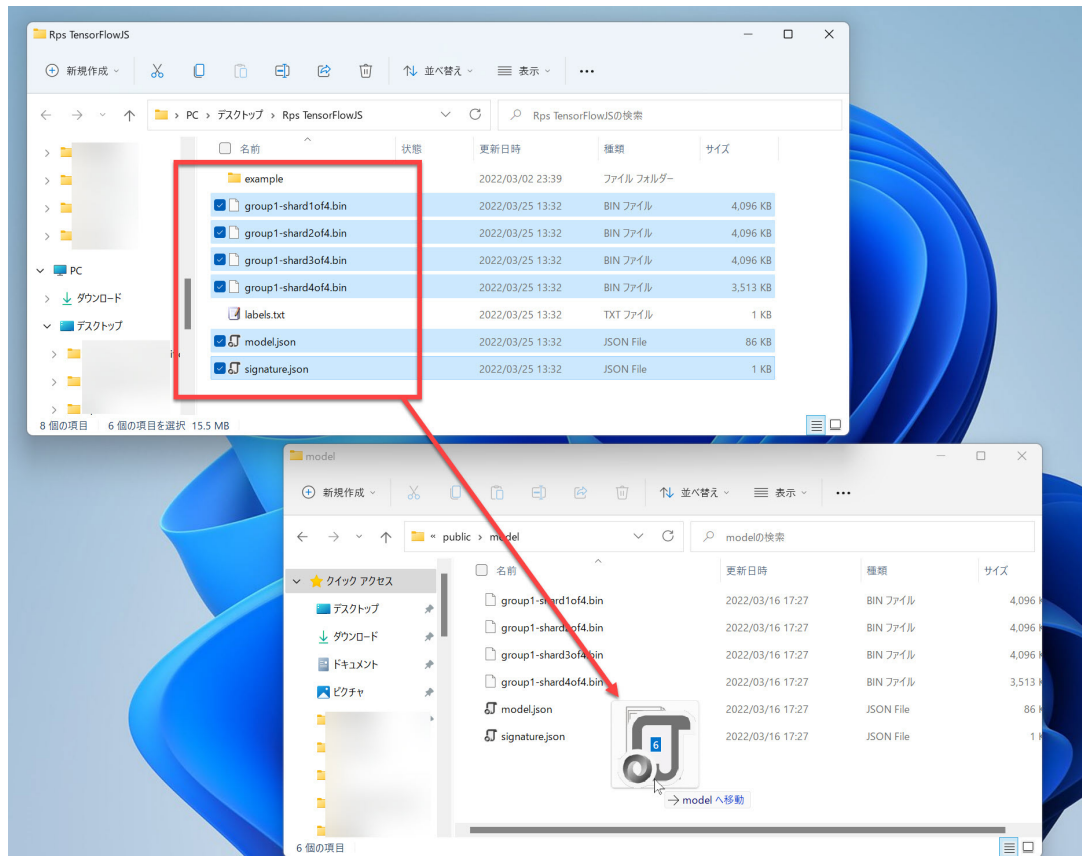 Rps TensorFlowJS
新規作成
並べ替え
表示
PC › デスクトップ › Rps TensorFlowJS
Rps TensorFlowJSの検索
名前 状態 更新日時 種類 サイズ
example 2022/03/02 23:39 ファイル フォルダー
group1-shard1of4.bin 2022/03/25 13:32 BIN ファイル 4,096 KB
group1-shard2of4.bin 2022/03/25 13:32 BIN ファイル 4,096 KB
group1-shard3of4.bin 2022/03/25 13:32 BIN ファイル 4,096 KB
group1-shard4of4.bin 2022/03/25 13:32 BIN ファイル 3,513 KB
labels.txt 2022/03/25 13:32 TXT ファイル 1 KB
model.json 2022/03/25 13:32 JSON File 86 KB
signature.json 2022/03/25 13:32 JSON File 1 KB
PC
ダウンロード
デスクトップ
8 個の項目 6 個の項目を選択 15.5 MB
model
新規作成
並べ替え
表示
« public › model
modelの検索
名前 更新日時 種類 サイズ
group1-shard1of4.bin 2022/03/16 17:27 BIN ファイル 4,096
group1-shard2of4.bin 2022/03/16 17:27 BIN ファイル 4,096
group1-shard3of4.bin 2022/03/16 17:27 BIN ファイル 4,096
group1-shard4of4.bin 2022/03/16 17:27 BIN ファイル 3,513
model.json 2022/03/16 17:27 JSON File 86
signature.json 2022/03/16 17:27 JSON File 1
クイック アクセス
デスクトップ
ダウンロード
ドキュメント
ピクチャ
6
→ model へ移動
6 個の項目